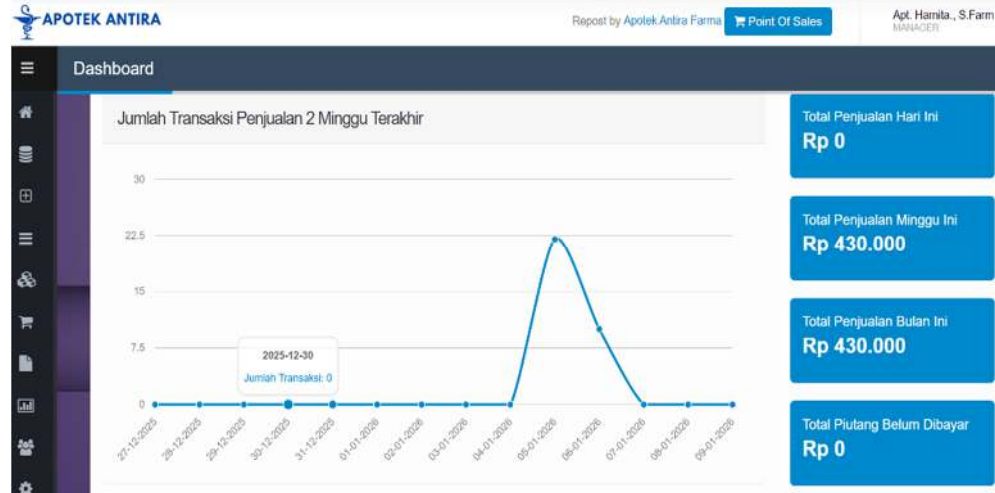 APOTEK ANTIRA
Repost by Apotek Antira Farma
Point Of Sales
Apt. Hamita., S.Farm
MANAGER
Dashboard
Jumlah Transaksi Penjualan 2 Minggu Terakhir
30
22.5
15
7.5
0
2025-12-30
Jumlah Transaksi: 0
27-12-2025
28-12-2025
29-12-2025
30-12-2025
31-12-2025
01-01-2026
02-01-2026
03-01-2026
04-01-2026
05-01-2026
06-01-2026
07-01-2026
08-01-2026
09-01-2026
Total Penjualan Hari Ini
Rp 0
Total Penjualan Minggu Ini
Rp 430.000
Total Penjualan Bulan Ini
Rp 430.000
Total Piutang Belum Dibayar
Rp 0